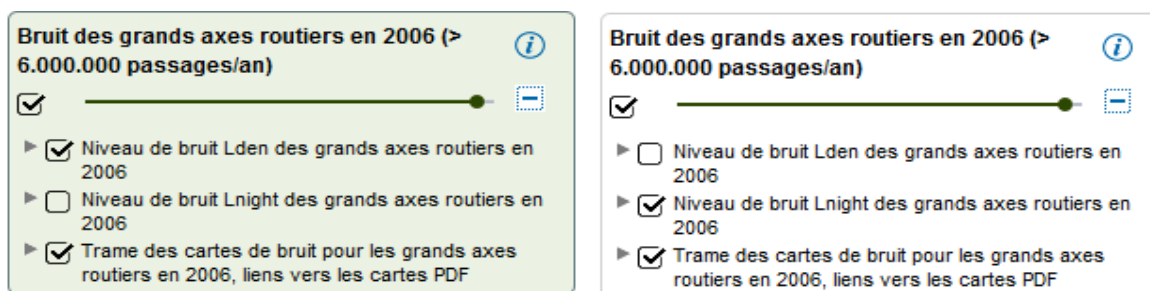 Bruit des grands axes routiers en 2006 (>
6.000.000 passages/an)
i
Niveau de bruit Lden des grands axes routiers en
2006
Niveau de bruit Lnight des grands axes routiers en
2006
Trame des cartes de bruit pour les grands axes
routiers en 2006, liens vers les cartes PDF
Bruit des grands axes routiers en 2006 (>
6.000.000 passages/an)
i
Niveau de bruit Lden des grands axes routiers en
2006
Niveau de bruit Lnight des grands axes routiers en
2006
Trame des cartes de bruit pour les grands axes
routiers en 2006, liens vers les cartes PDF